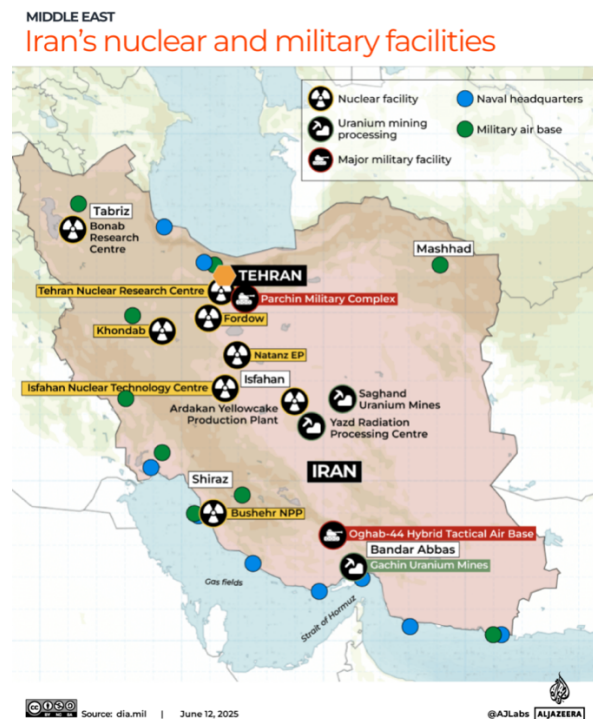 MIDDLE EAST
Iran's nuclear and military facilities
Nuclear facility
Uranium mining
processing
Major military facility
Naval headquarters
Military air base
Tabriz
Bonab
Research
Centre
Mashhad
TEHRAN
Tehran Nuclear Research Centre
Parchin Military Complex
Fordow
Khondab
Natanz EP
Isfahan
Isfahan Nuclear Technology Centre
Ardakan Yellowcake
Production Plant
Saghand
Uranium Mines
Yazd Radiation
Processing Centre
IRAN
Shiraz
Bushehr NPP
Oghab-44 Hybrid Tactical Air Base
Bandar Abbas
Gachin Uranium Mines
Gas fields
Strait of Hormuz
Source: dia.mil | June 12, 2025
@AJLabs ALJAZEERA